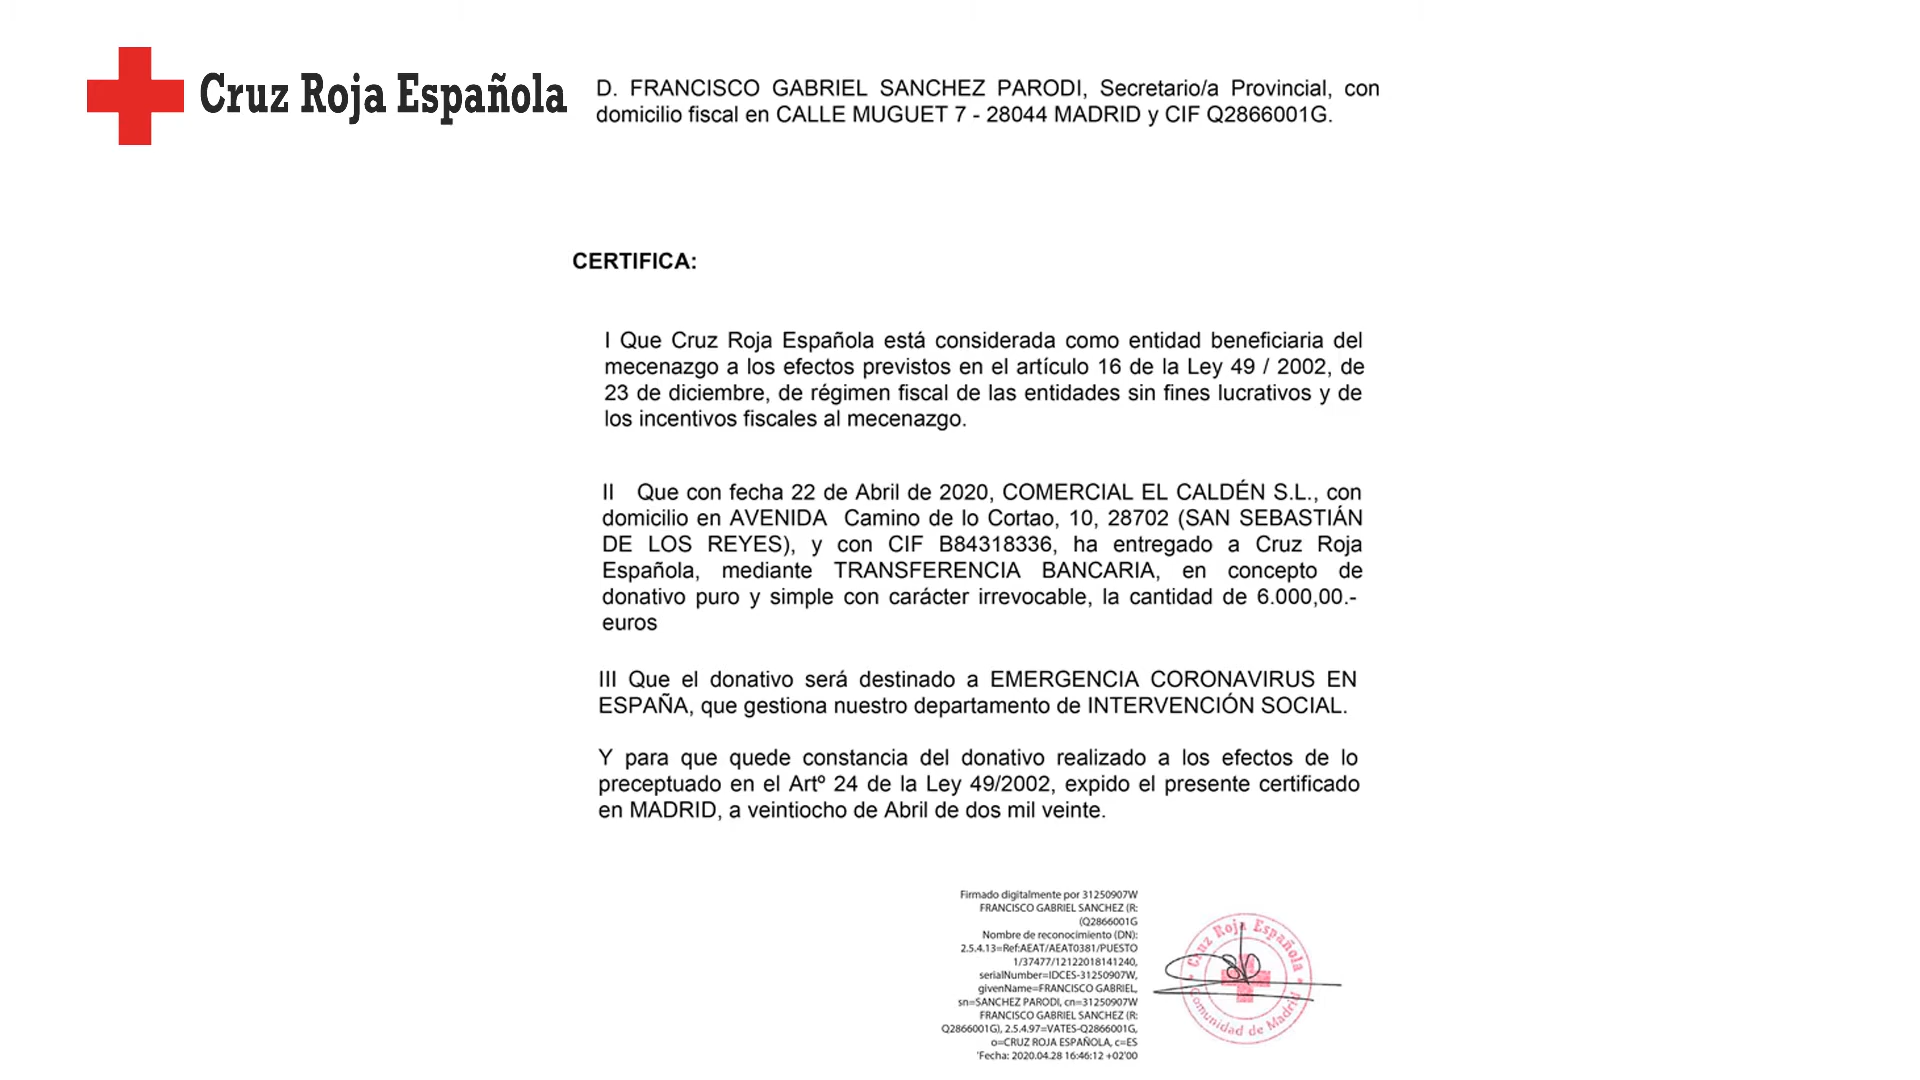 Cruz Roja Española
D. FRANCISCO GABRIEL SANCHEZ PARODI, Secretario/a Provincial, con
domicilio fiscal en CALLE MUGUET 7 - 28044 MADRID y CIF Q2866001G.
CERTIFICA:
I Que Cruz Roja Española está considerada como entidad beneficiaria del
mecenazgo a los efectos previstos en el artículo 16 de la Ley 49 / 2002, de
23 de diciembre, de régimen fiscal de las entidades sin fines lucrativos y de
los incentivos fiscales al mecenazgo.
II Que con fecha 22 de Abril de 2020, COMERCIAL EL CALDÉN S.L., con
domicilio en AVENIDA Camino de lo Cortao, 10, 28702 (SAN SEBASTIÁN
DE LOS REYES), y con CIF B84318336, ha entregado a Cruz Roja
Española, mediante TRANSFERENCIA BANCARIA, en concepto de
donativo puro y simple con carácter irrevocable, la cantidad de 6.000,00.-
euros
III Que el donativo será destinado a EMERGENCIA CORONAVIRUS EN
ESPAÑA, que gestiona nuestro departamento de INTERVENCIÓN SOCIAL.
Y para que quede constancia del donativo realizado a los efectos de lo
preceptuado en el Artº 24 de la Ley 49/2002, expido el presente certificado
en MADRID, a veintiocho de Abril de dos mil veinte.
Firmado digitalmente por 31250907W
FRANCISCO GABRIEL SANCHEZ (R:
(Q2866001G
Nombre de reconocimiento (DN):
2.5.4.13=Ref:AEAT/AEAT0381/PUESTO
1/37477/12122018141240,
serialNumber=IDCES-31250907W,
givenName=FRANCISCO GABRIEL,
sn=SANCHEZ PARODI, cn=31250907W
FRANCISCO GABRIEL SANCHEZ (R:
Q2866001G), 2.5.4.97=VATES-Q2866001G,
o=CRUZ ROJA ESPAÑOLA, c=ES
'Fecha: 2020.04.28 16:46:12 +02'00
Cruz Roja Española
Comunidad de Madrid